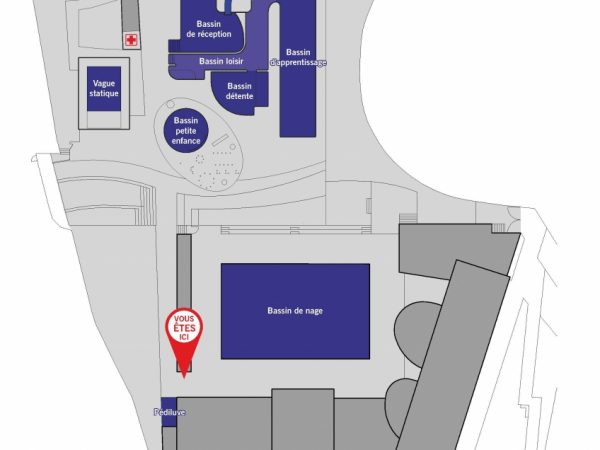 Bassin
de réception
Bassin loisir
Bassin
d'apprentissage
Vague
statique
Bassin
détente
Bassin
petite
enfance
Bassin de nage
VOUS
ÊTES
ICI
Pédiluve